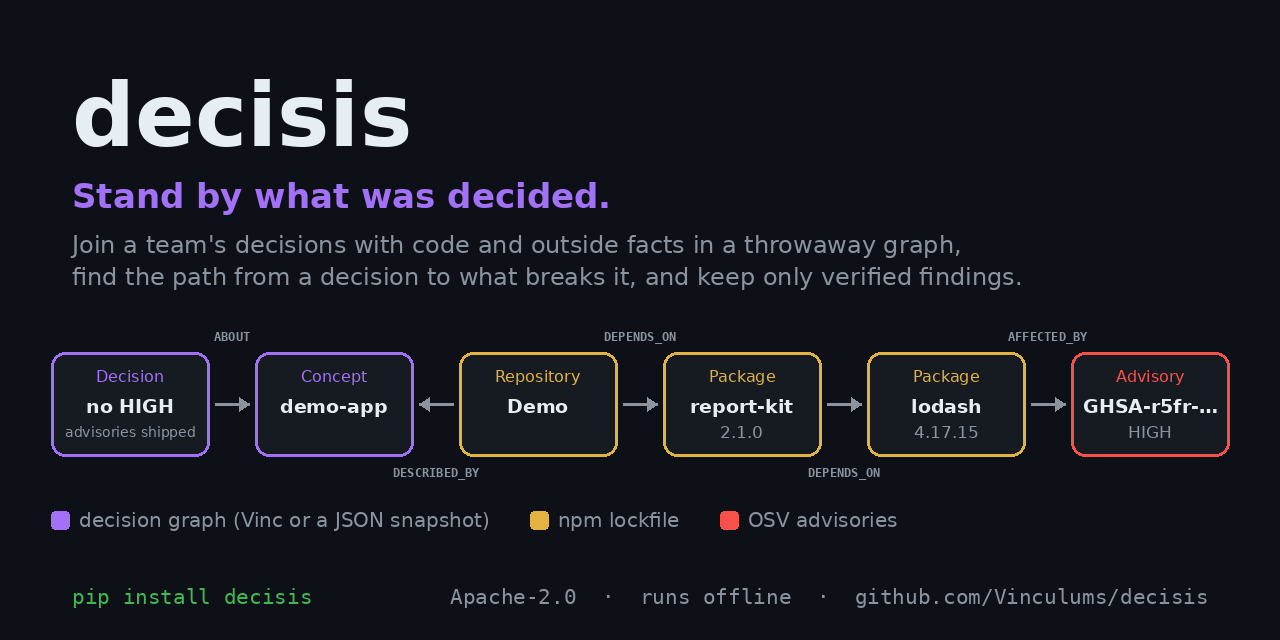 decisis
Stand by what was decided.
Join a team's decisions with code and outside facts in a throwaway graph,
find the path from a decision to what breaks it, and keep only verified findings.
ABOUT
DEPENDS_ON
AFFECTED_BY
Decision
no HIGH
advisories shipped
Concept
demo-app
Repository
Demo
Package
report-kit
2.1.0
Package
lodash
4.17.15
Advisory
GHSA-r5fr-…
HIGH
DESCRIBED_BY
DEPENDS_ON
decision graph (Vinc or a JSON snapshot)
npm lockfile
OSV advisories
pip install decisis
Apache-2.0 · runs offline · github.com/Vinculums/decisis